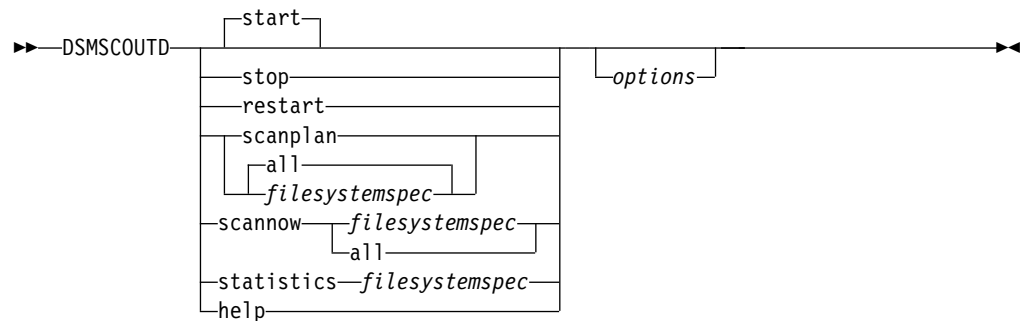 start
DSMSCOUTD
stop
options
restart
scanplan
all
filesystemspec
scannow filesystemspec
all
statistics filesystemspec
help